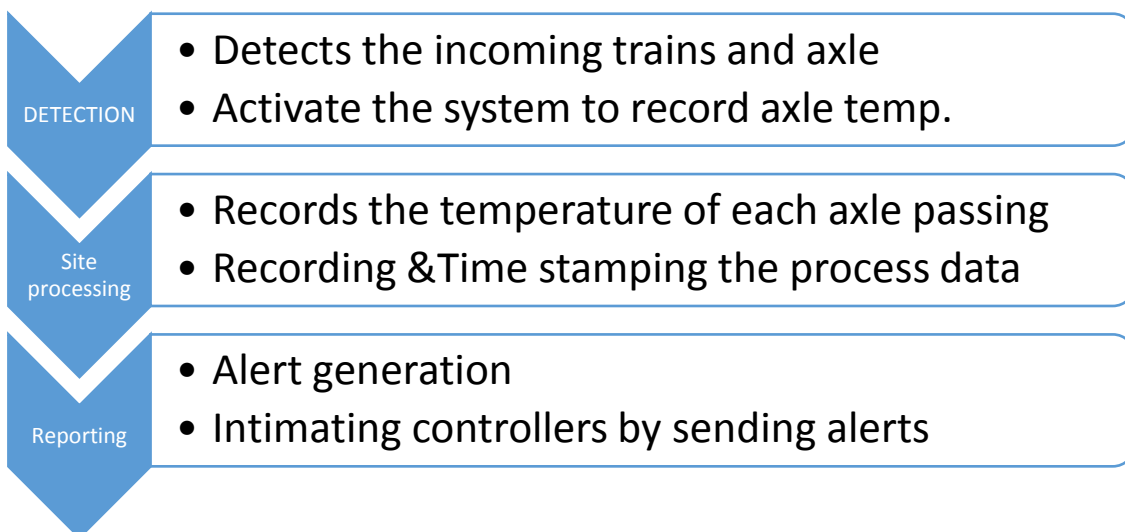 DETECTION
• Detects the incoming trains and axle
• Activate the system to record axle temp.
Site
processing
• Records the temperature of each axle passing
• Recording &Time stamping the process data
Reporting
• Alert generation
• Intimating controllers by sending alerts